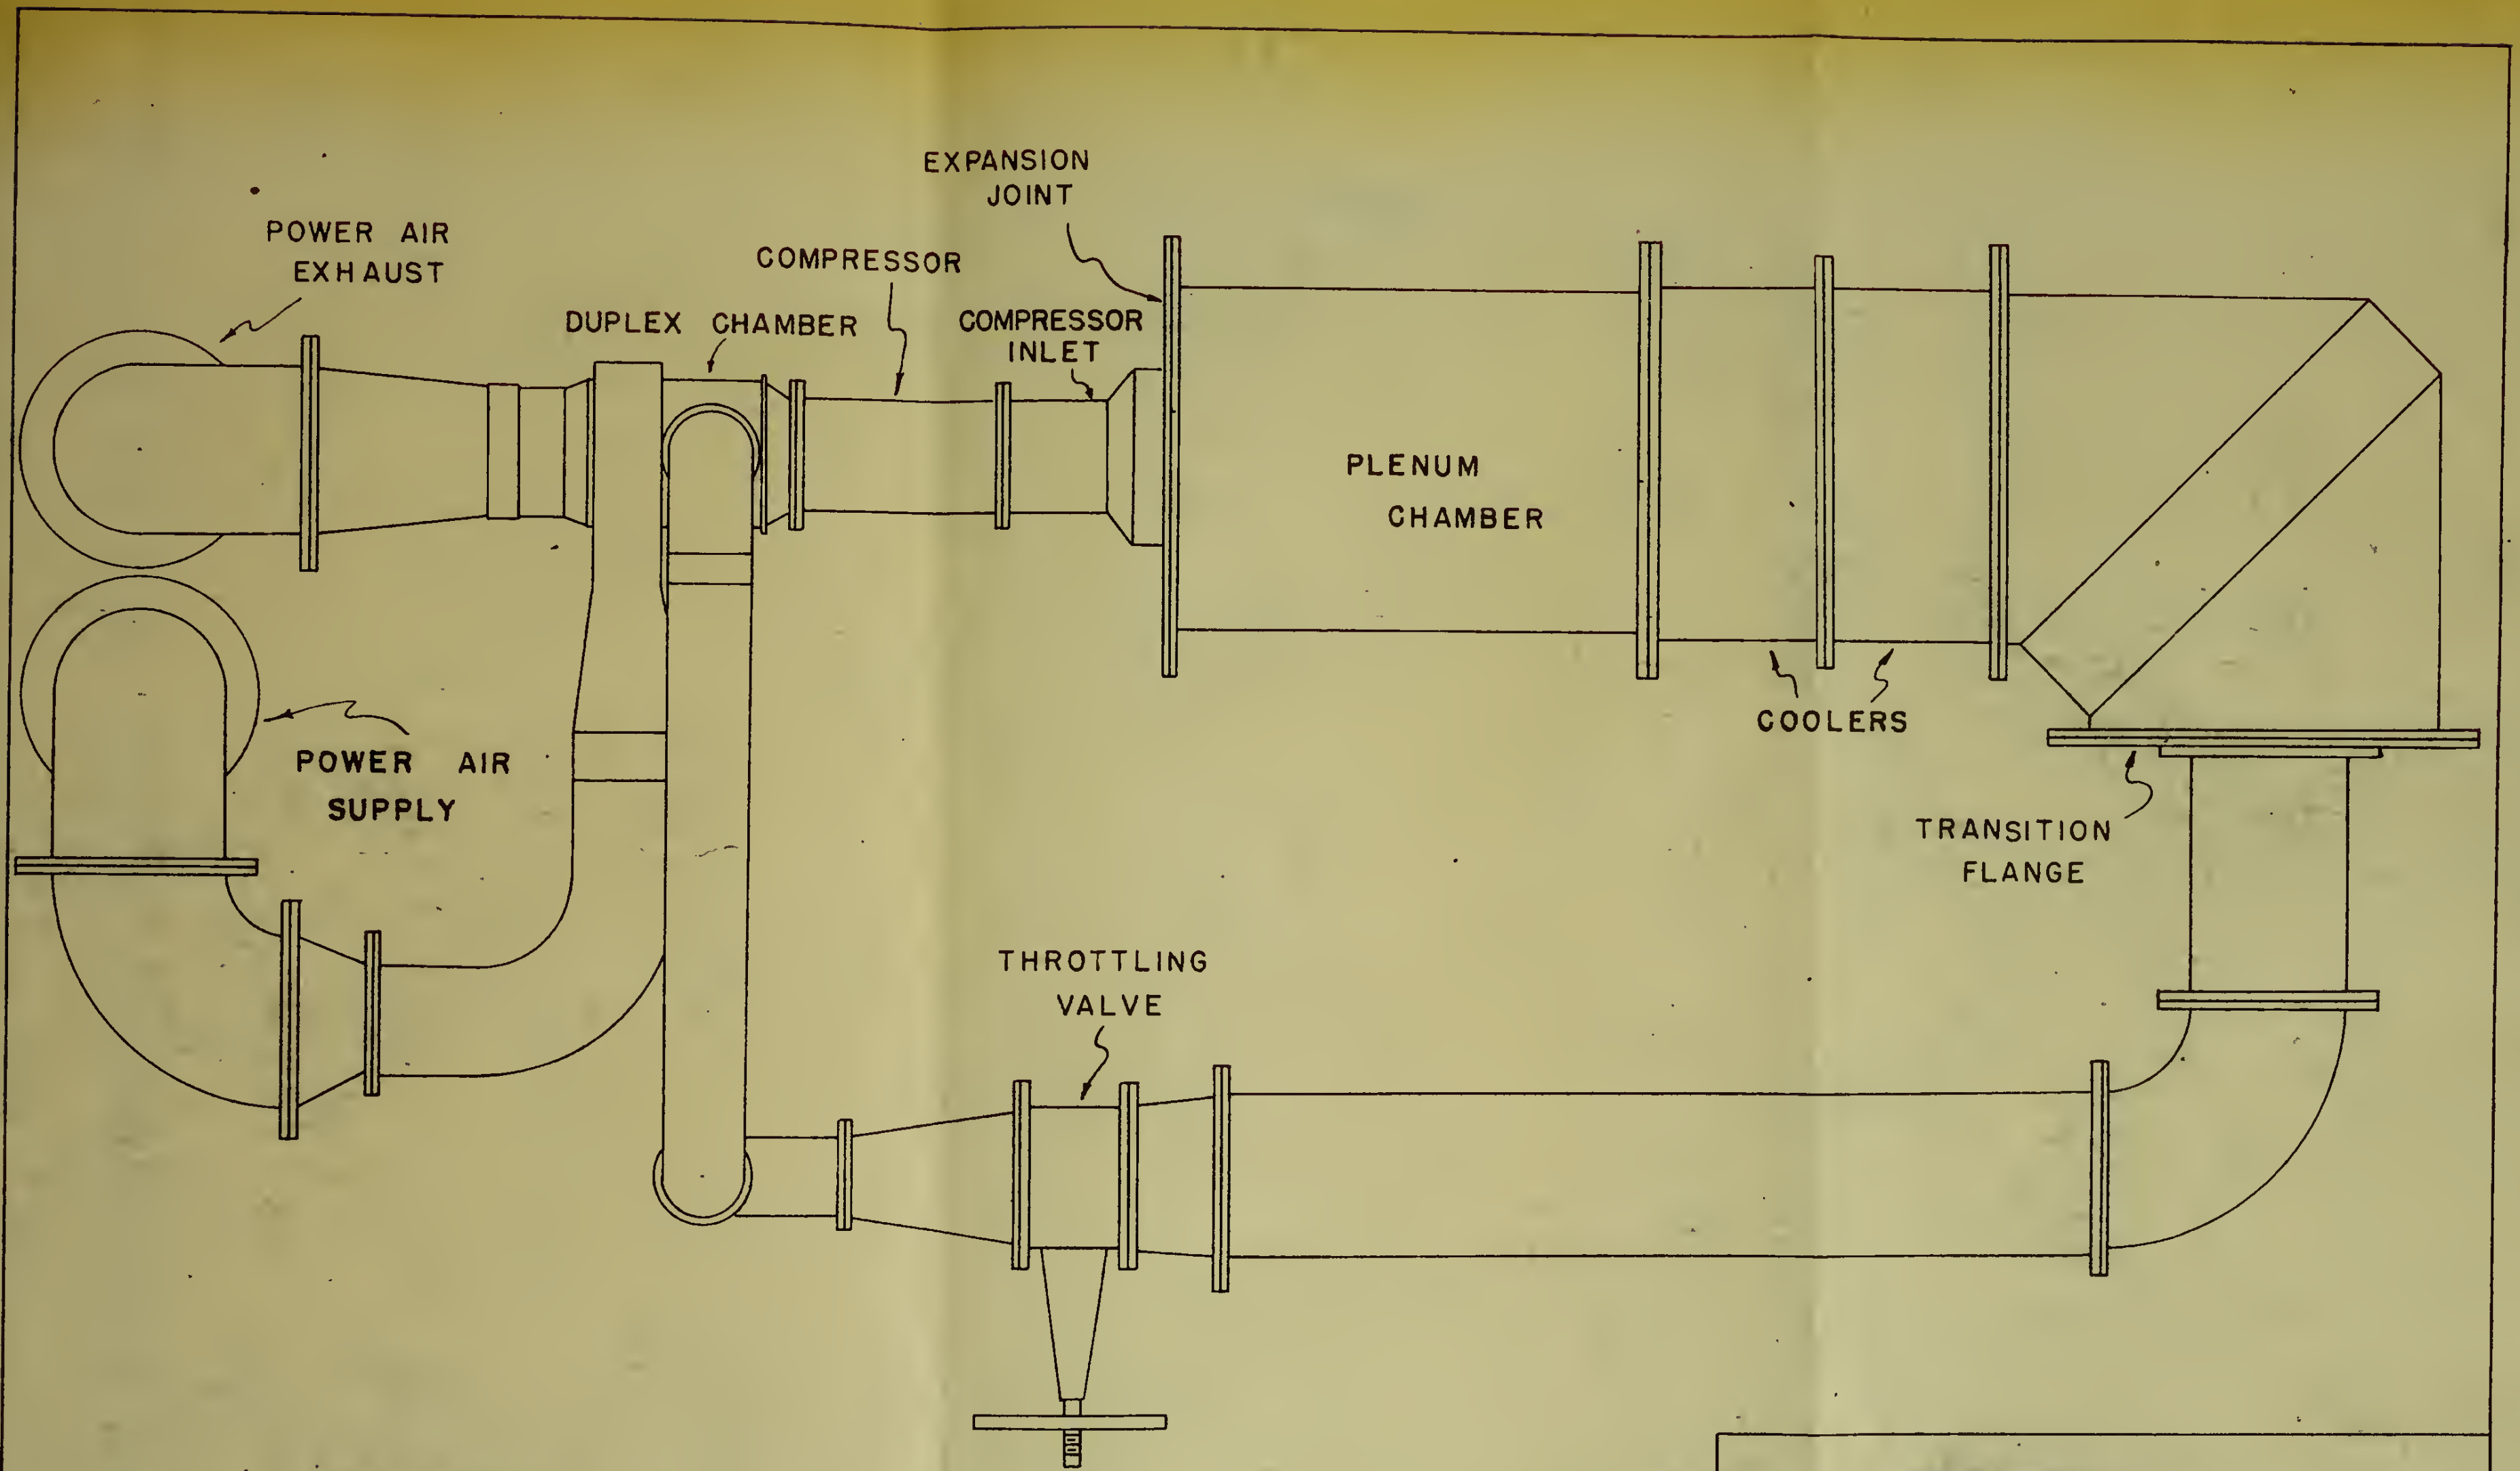 EXPANSION
JOINT
POWER AIR
EXHAUST
COMPRESSOR
DUPLEX CHAMBER
COMPRESSOR
INLET
PLENUM
CHAMBER
COOLERS
POWER AIR
SUPPLY
TRANSITION
FLANGE
THROTTLING
VALVE